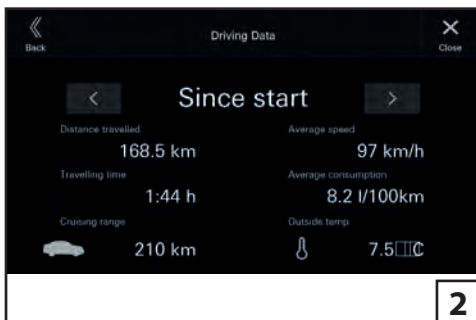 Back
Driving Data
Close
Since start
Distance travelled
Average speed
168.5 km
97 km/h
Travelling time
Average consumption
1:44 h
8.2 l/100km
Cruising range
Outside temp.
210 km
7.5 C
2